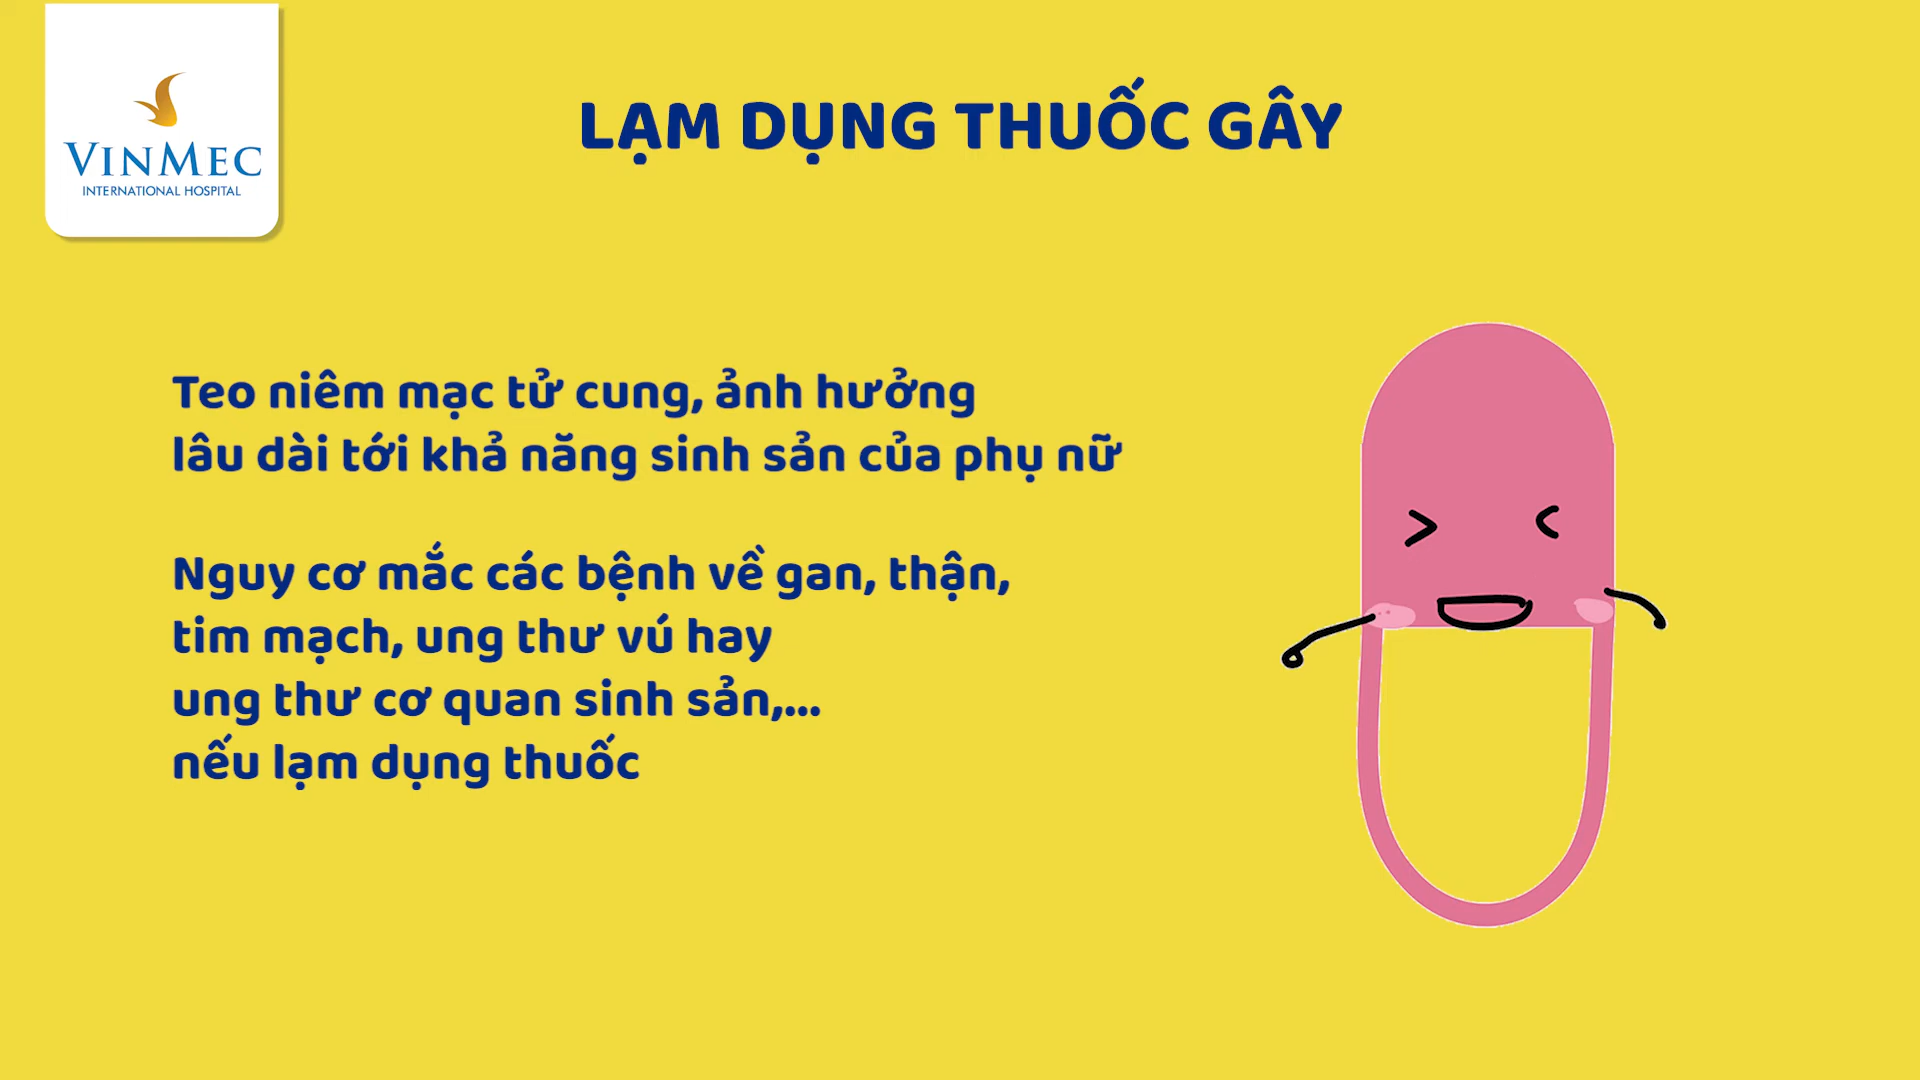 VINMEC
INTERNATIONAL HOSPITAL
LẠM DỤNG THUỐC GÂY
Teo niêm mạc tử cung, ảnh hưởng
lâu dài tới khả năng sinh sản của phụ nữ
Nguy cơ mắc các bệnh về gan, thận,
tim mạch, ung thư vú hay
ung thư cơ quan sinh sản,...
nếu lạm dụng thuốc